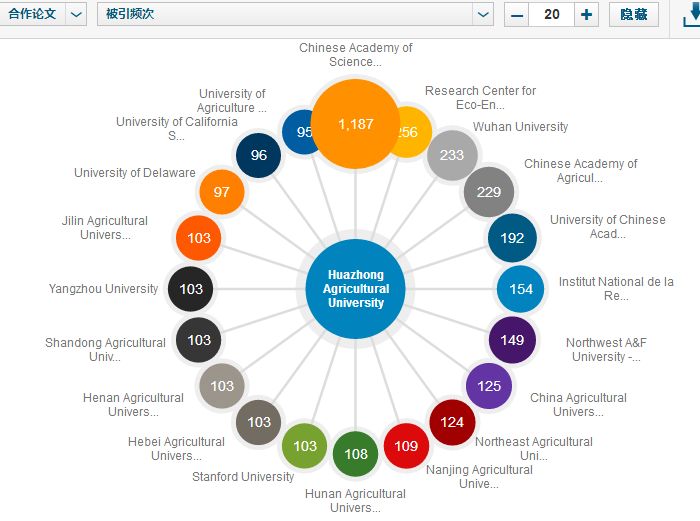 合作论文
被引频次
20
隐藏
Chinese Academy of
Science...
1,187
Research Center for
Eco-En...
256
Wuhan University
233
Chinese Academy of
Agricul...
229
University of Chinese
Acad...
192
Institut National de la
Re...
154
Northwest A&F
University -...
149
China Agricultural
Univers...
125
Northeast Agricultural
Uni...
124
Nanjing Agricultural
Unive...
109
Hunan Agricultural
Univers...
108
Stanford University
103
Hebei Agricultural
Univers...
103
Henan Agricultural
Univers...
103
Shandong Agricultural
Univ...
103
Yangzhou University
103
Jilin Agricultural
Univers...
103
University of Delaware
97
University of California
S...
96
University of
Agriculture ...
95
Huazhong
Agricultural
University